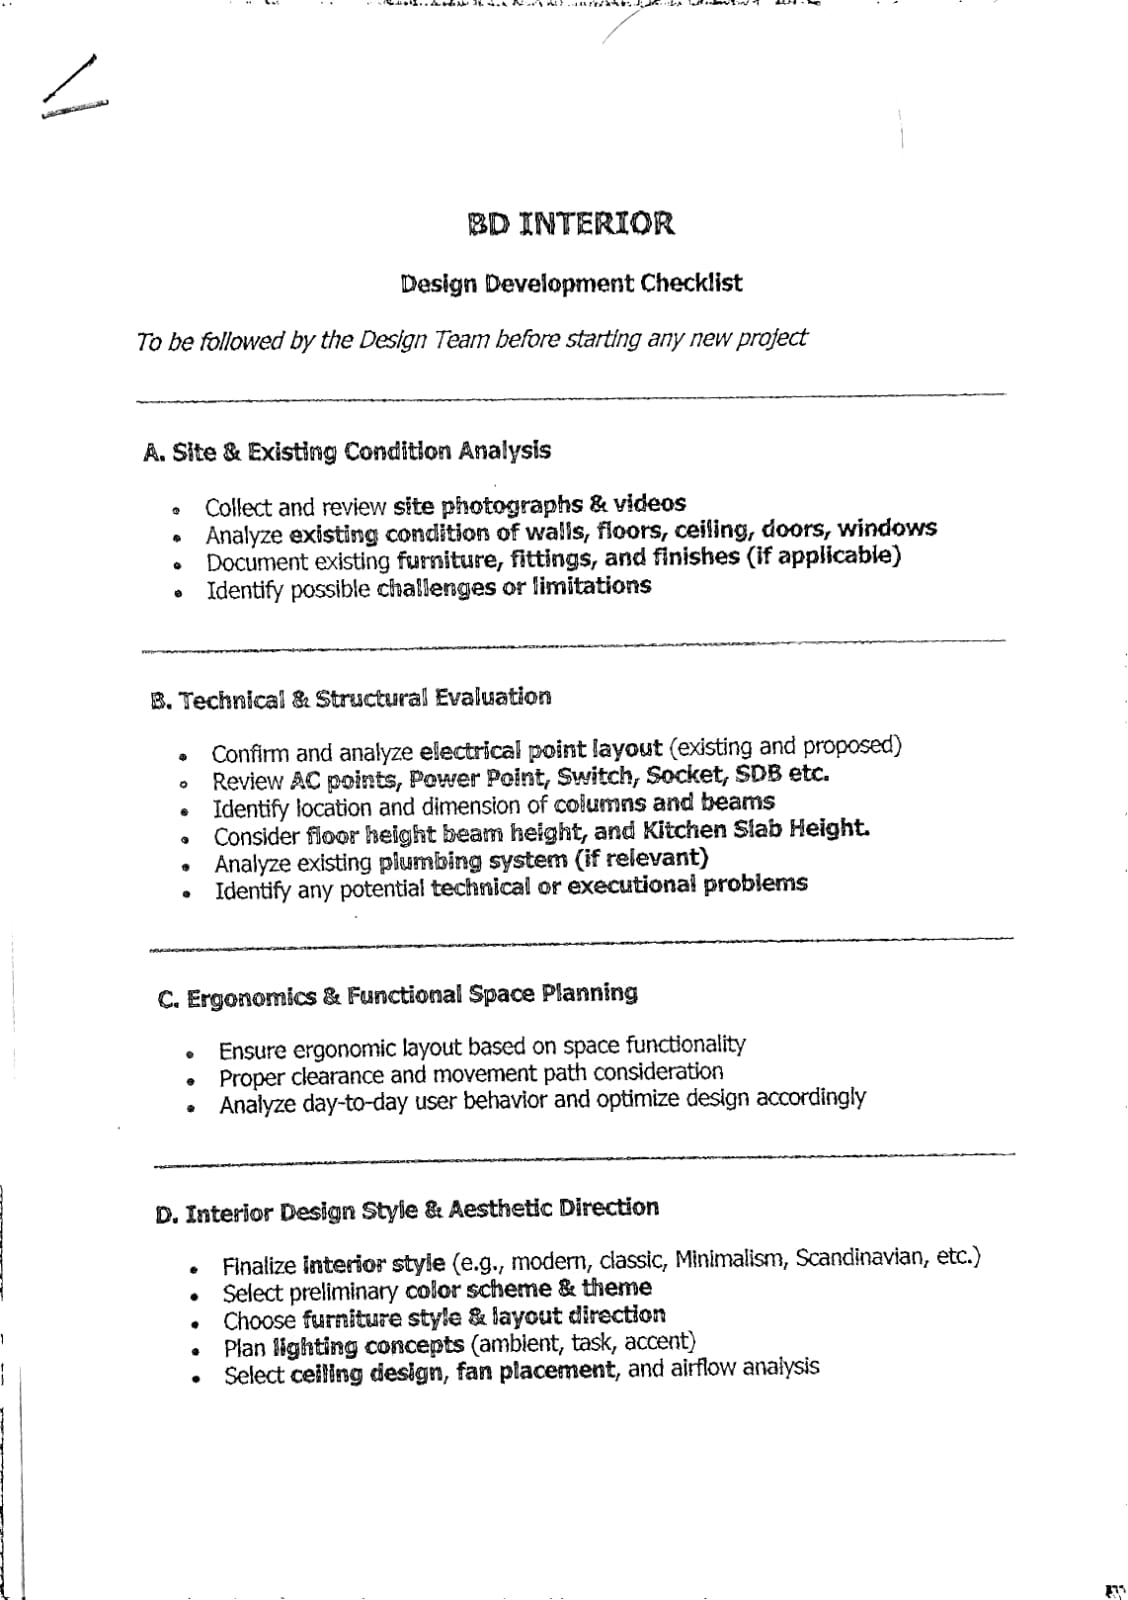 BD INTERIOR
Design Development Checklist
To be followed by the Design Team before starting any new project
A. Site & Existing Condition Analysis
• Collect and review site photographs & videos
• Analyze existing condition of walls, floors, ceiling, doors, windows
• Document existing furniture, fittings, and finishes (if applicable)
• Identify possible challenges or limitations
B. Technical & Structural Evaluation
• Confirm and analyze electrical point layout (existing and proposed)
• Review AC points, Power Point, Switch, Socket, SDB etc.
• Identify location and dimension of columns and beams
• Consider floor height beam height, and Kitchen Slab Height.
• Analyze existing plumbing system (if relevant)
• Identify any potential technical or executional problems
C. Ergonomics & Functional Space Planning
• Ensure ergonomic layout based on space functionality
• Proper clearance and movement path consideration
• Analyze day-to-day user behavior and optimize design accordingly
D. Interior Design Style & Aesthetic Direction
• Finalize interior style (e.g., modern, classic, Minimalism, Scandinavian, etc.)
• Select preliminary color scheme & theme
• Choose furniture style & layout direction
• Plan lighting concepts (ambient, task, accent)
• Select ceiling design, fan placement, and airflow analysis